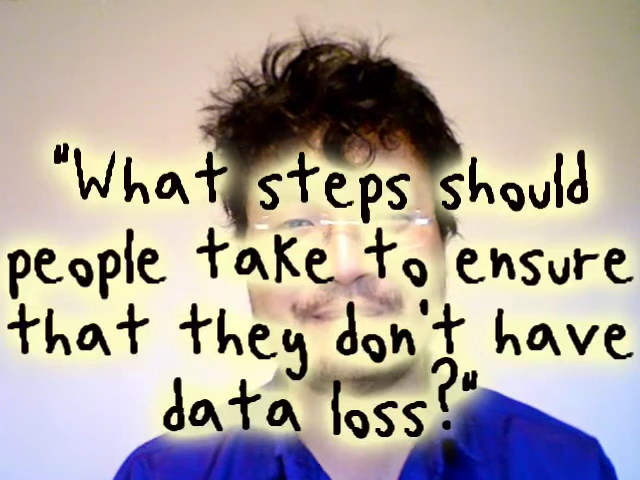 "What steps should
people take to ensure
that they don't have
data loss?"